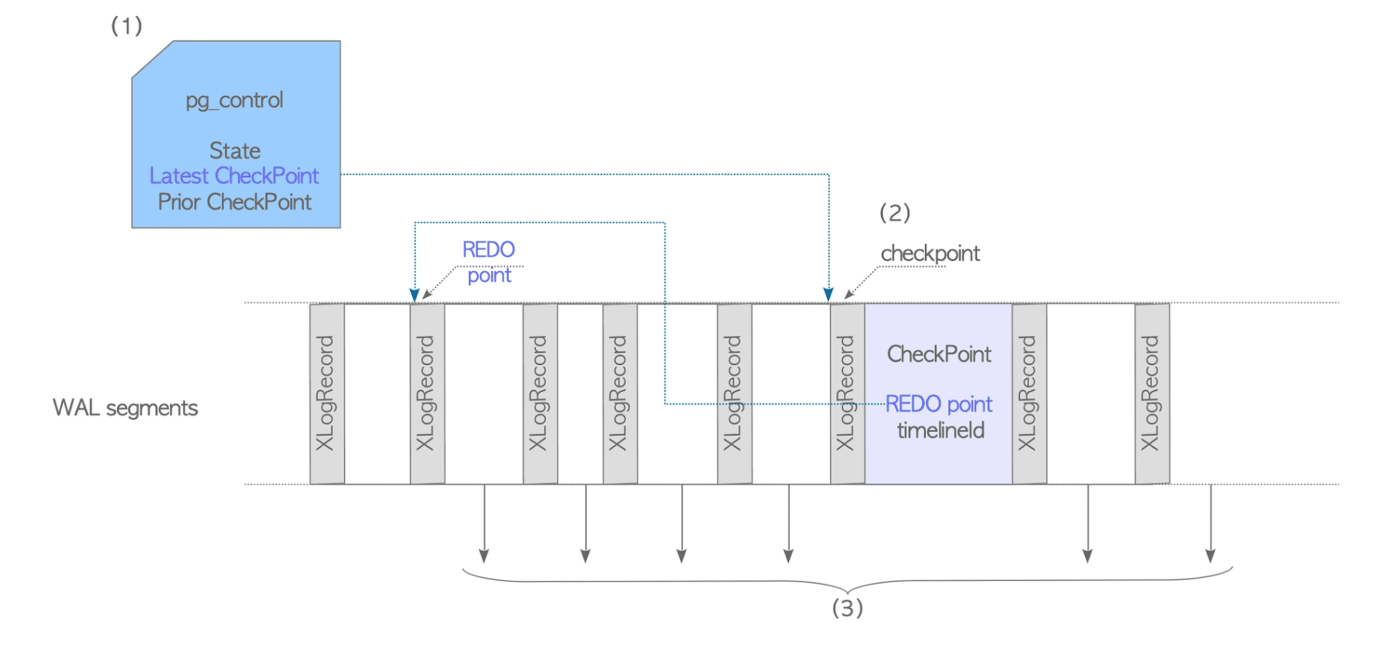 (1)
pg_control
State
Latest CheckPoint
Prior CheckPoint
(2)
REDO
point
checkpoint
XLogRecord
XLogRecord
XLogRecord
XLogRecord
XLogRecord
XLogRecord
CheckPoint
REDO point
timelineId
XLogRecord
XLogRecord
WAL segments
(3)